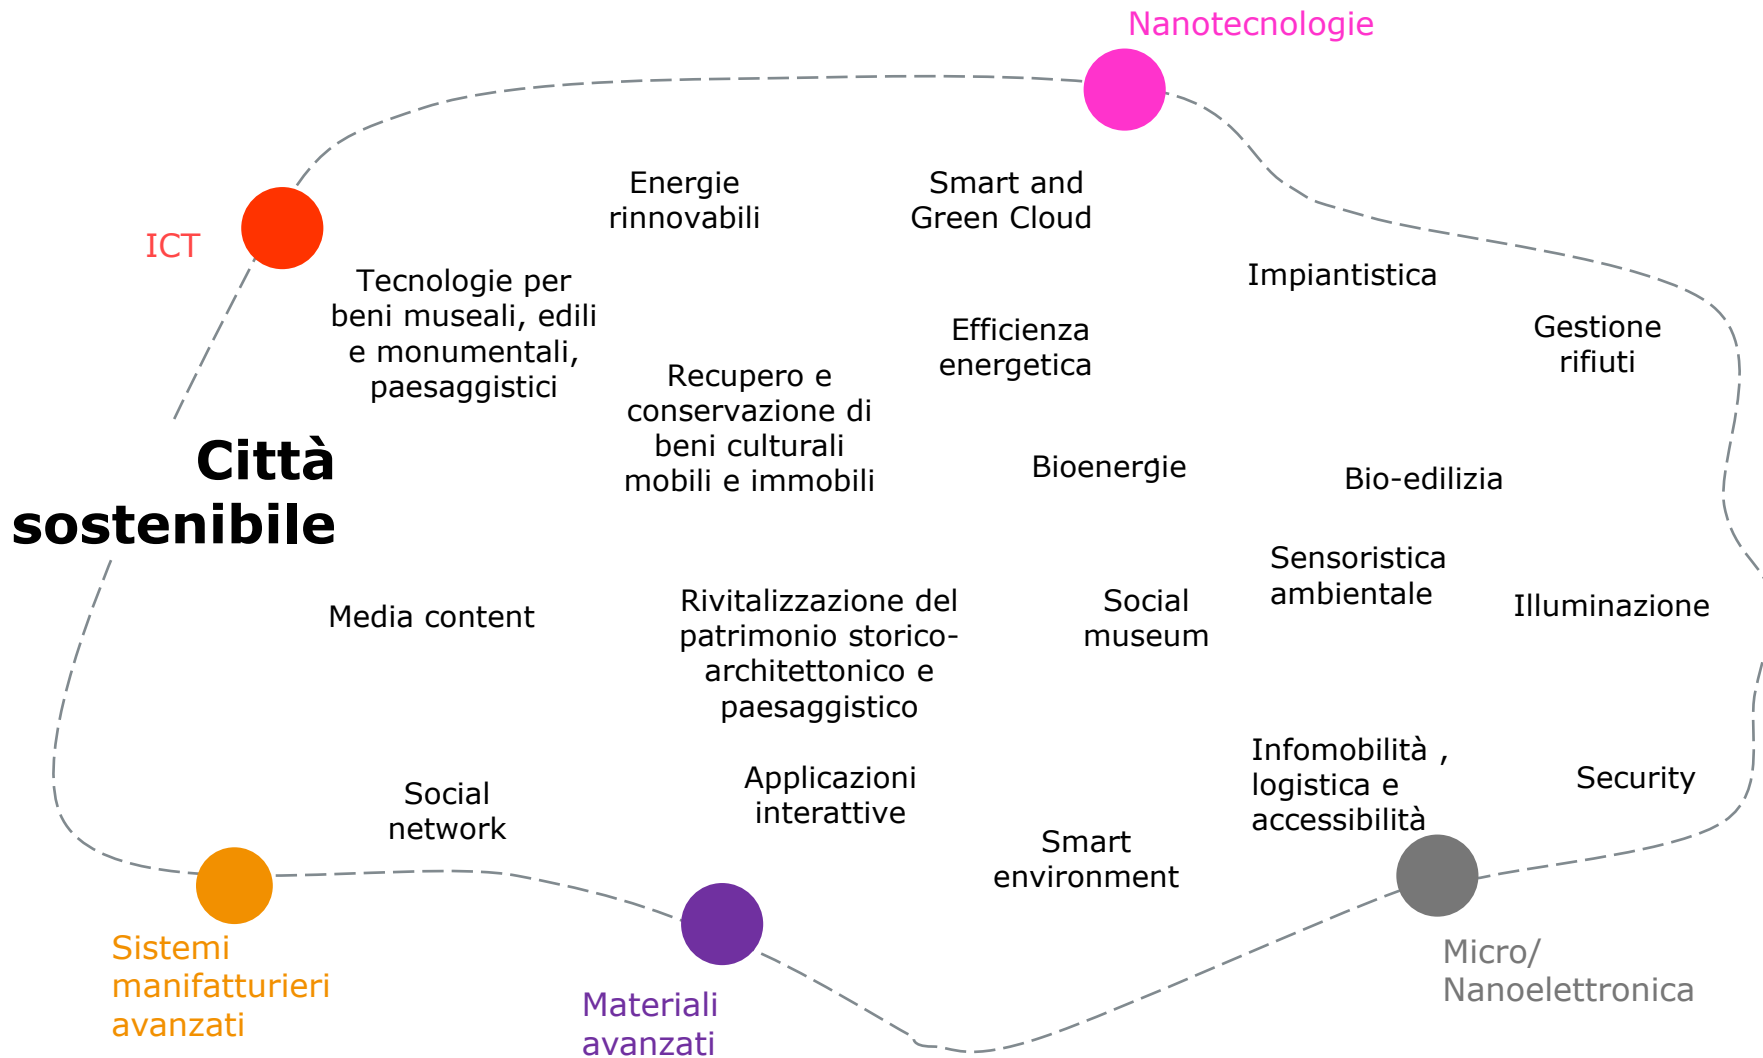 Nanotecnologie
ICT
Energie
rinnovabili
Smart and
Green Cloud
Tecnologie per
beni museali, edili
e monumentali,
paesaggistici
Impiantistica
Efficienza
energetica
Gestione
rifiuti
Recupero e
conservazione di
beni culturali
mobili e immobili
Città
sostenibile
Bioenergie
Bio-edilizia
Media content
Rivitalizzazione del
patrimonio storico-
architettonico e
paesaggistico
Social
museum
Sensoristica
ambientale
Illuminazione
Social
network
Applicazioni
interattive
Smart
environment
Infomobilità ,
logistica e
accessibilità
Security
Sistemi
manifatturieri
avanzati
Materiali
avanzati
Micro/
Nanoelettronica